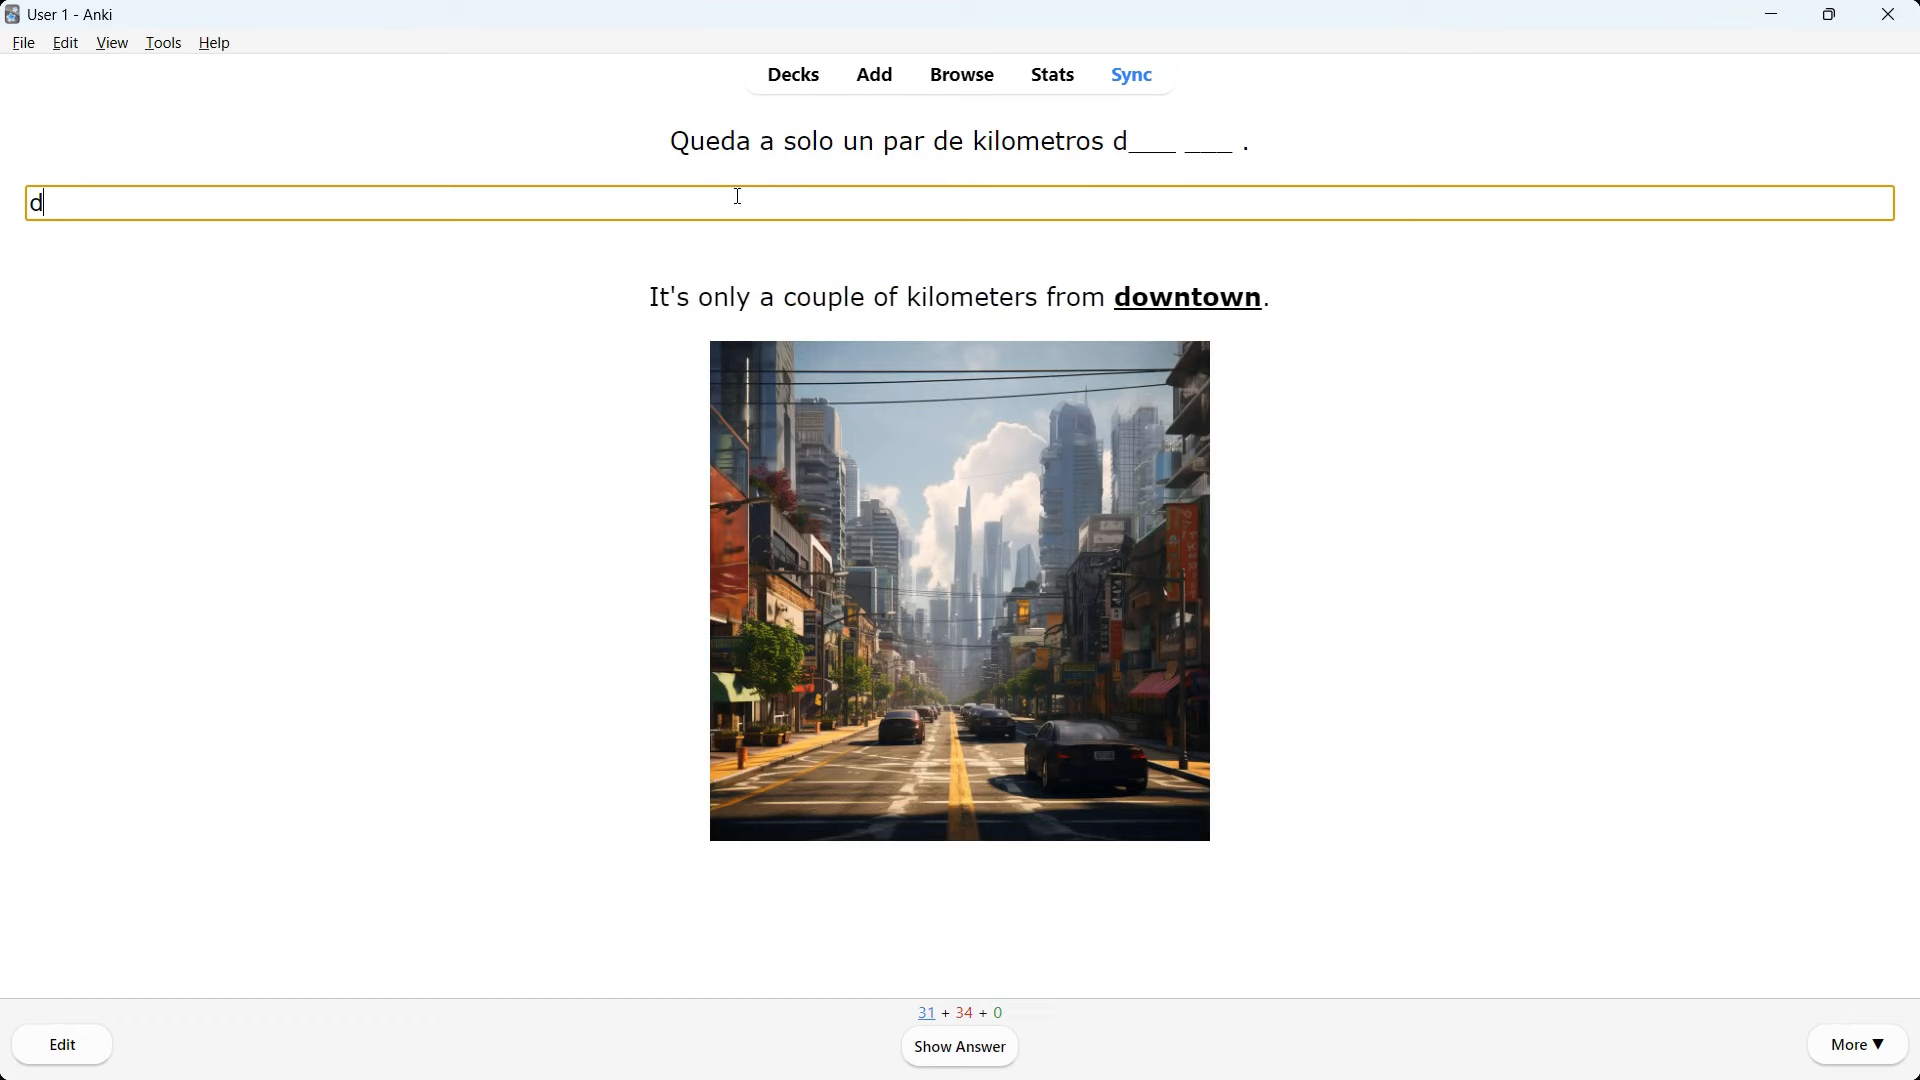 User 1 - Anki
File Edit View Tools Help
Decks Add Browse Stats Sync
Queda a solo un par de kilometros d___ ___ .
d
It's only a couple of kilometers from downtown.
31 + 34 + 0
Edit Show Answer More ▼